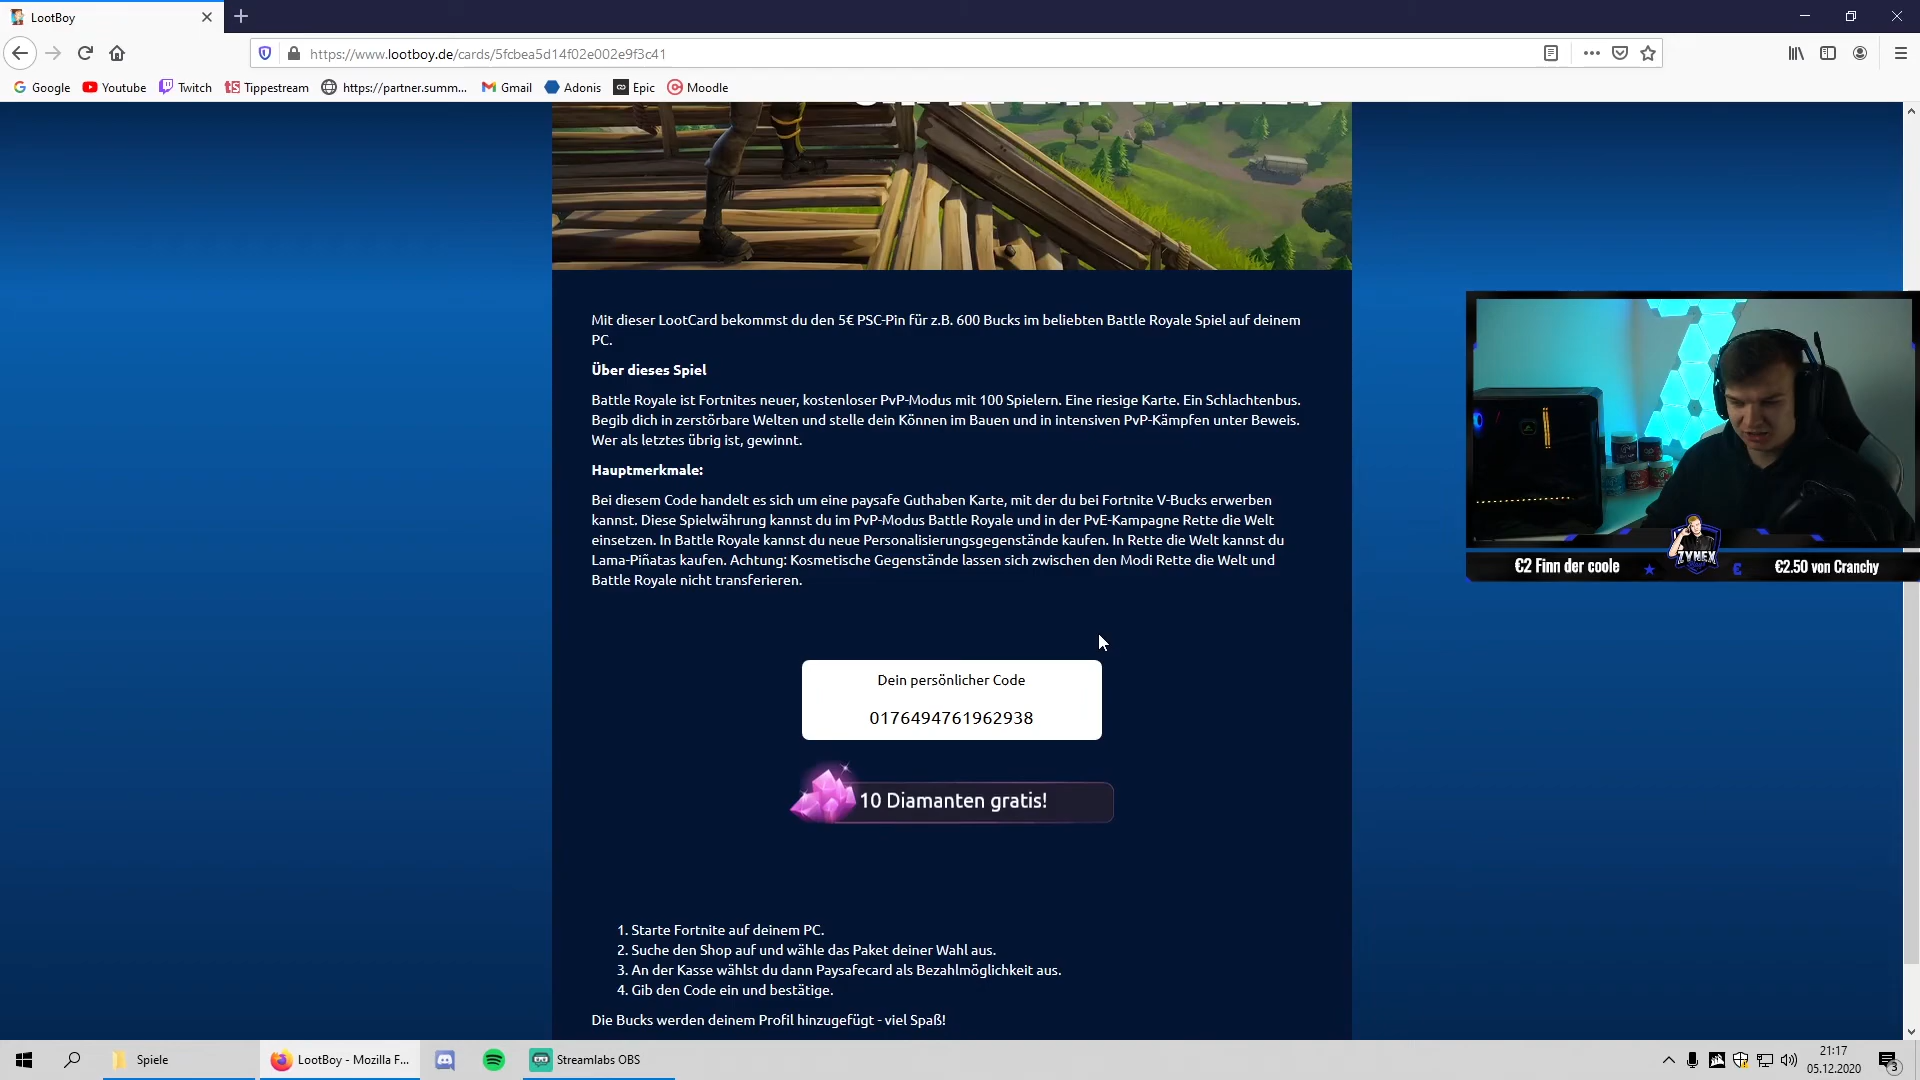 LootBoy
https://www.lootboy.de/cards/5fcbea5d14f02e002e9f3c41
Google Youtube Twitch Tippestream https://partner.summ... Gmail Adonis Epic Moodle
Mit dieser LootCard bekommst du den 5€ PSC-Pin für z.B. 600 Bucks im beliebten Battle Royale Spiel auf deinem
PC.
Über dieses Spiel
Battle Royale ist Fortnites neuer, kostenloser PvP-Modus mit 100 Spielern. Eine riesige Karte. Ein Schlachtenbus.
Begib dich in zerstörbare Welten und stelle dein Können im Bauen und in intensiven PvP-Kämpfen unter Beweis.
Wer als letztes übrig ist, gewinnt.
Hauptmerkmale:
Bei diesem Code handelt es sich um eine paysafe Guthaben Karte, mit der du bei Fortnite V-Bucks erwerben
kannst. Diese Spielwährung kannst du im PvP-Modus Battle Royale und in der PvE-Kampagne Rette die Welt
einsetzen. In Battle Royale kannst du neue Personalisierungsgegenstände kaufen. In Rette die Welt kannst du
Lama-Piñatas kaufen. Achtung: Kosmetische Gegenstände lassen sich zwischen den Modi Rette die Welt und
Battle Royale nicht transferieren.
ZYNEX
€2 Finn der coole
€2.50 von Cranchy
Dein persönlicher Code
0176494761962938
10 Diamanten gratis!
1. Starte Fortnite auf deinem PC.
2. Suche den Shop auf und wähle das Paket deiner Wahl aus.
3. An der Kasse wählst du dann Paysafecard als Bezahlmöglichkeit aus.
4. Gib den Code ein und bestätige.
Die Bucks werden deinem Profil hinzugefügt - viel Spaß!
Spiele
LootBoy - Mozilla F...
Streamlabs OBS
21:17
05.12.2020
3